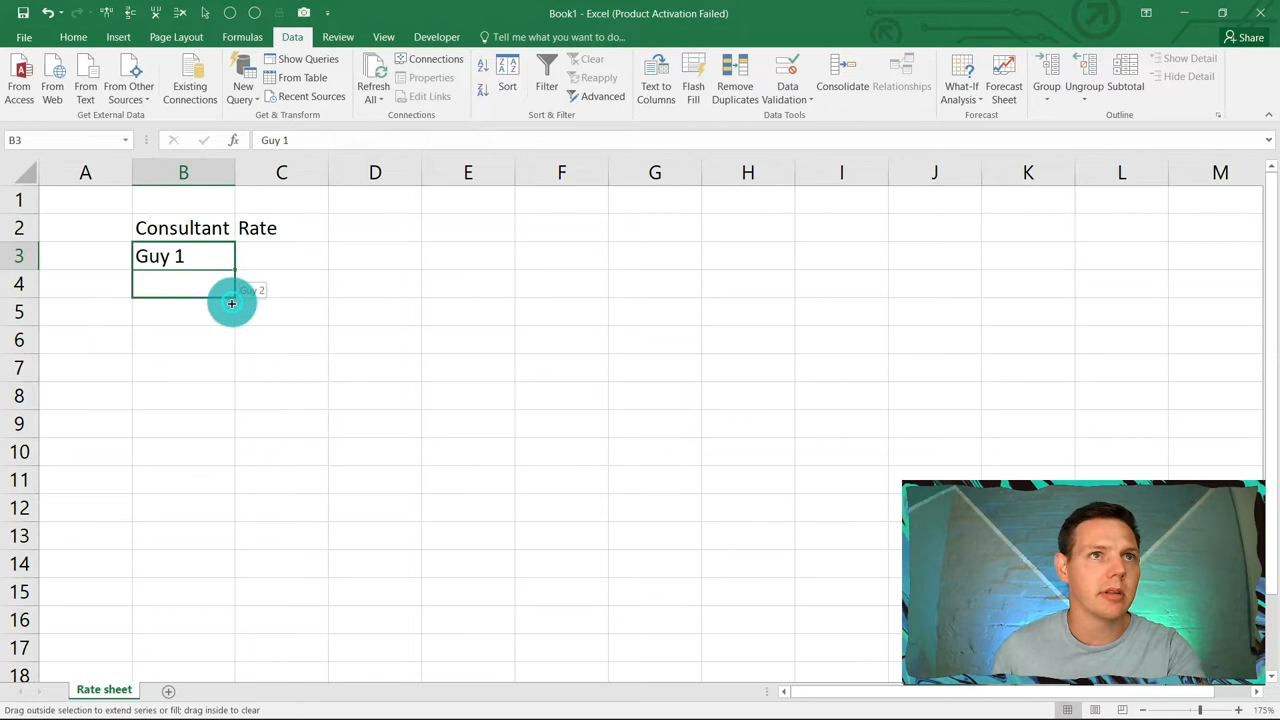 Book1 - Excel (Product Activation Failed)
File Home Insert Page Layout Formulas Data Review View Developer Tell me what you want to do... Share
From Access
From Web
From Text
From Other Sources
Existing Connections
Get External Data
New Query
Show Queries
From Table
Recent Sources
Get & Transform
Refresh All
Connections
Properties
Edit Links
Connections
Sort
Filter
Clear
Reapply
Advanced
Sort & Filter
Text to Columns
Flash Fill
Remove Duplicates
Data Validation
Consolidate
Relationships
Data Tools
What-If Analysis
Forecast Sheet
Forecast
Group
Ungroup
Subtotal
Show Detail
Hide Detail
Outline
B3 fx Guy 1
A B C D E F G H I J K L M
1
2 Consultant Rate
3 Guy 1
4 Guy 2
5
6
7
8
9
10
11
12
13
14
15
16
17
18
Rate sheet
Drag outside selection to extend series or fill; drag inside to clear 175%